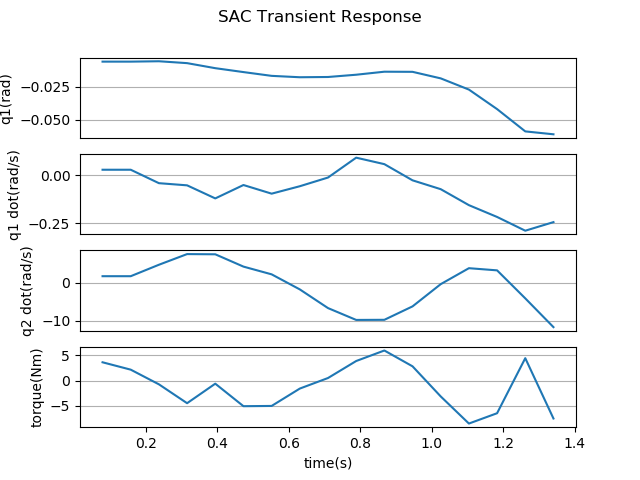 SAC Transient Response
q1(rad)
−0.025
−0.050
q1 dot(rad/s)
0.00
−0.25
q2 dot(rad/s)
0
−10
torque(Nm)
5
0
−5
0.2 0.4 0.6 0.8 1.0 1.2 1.4
time(s)